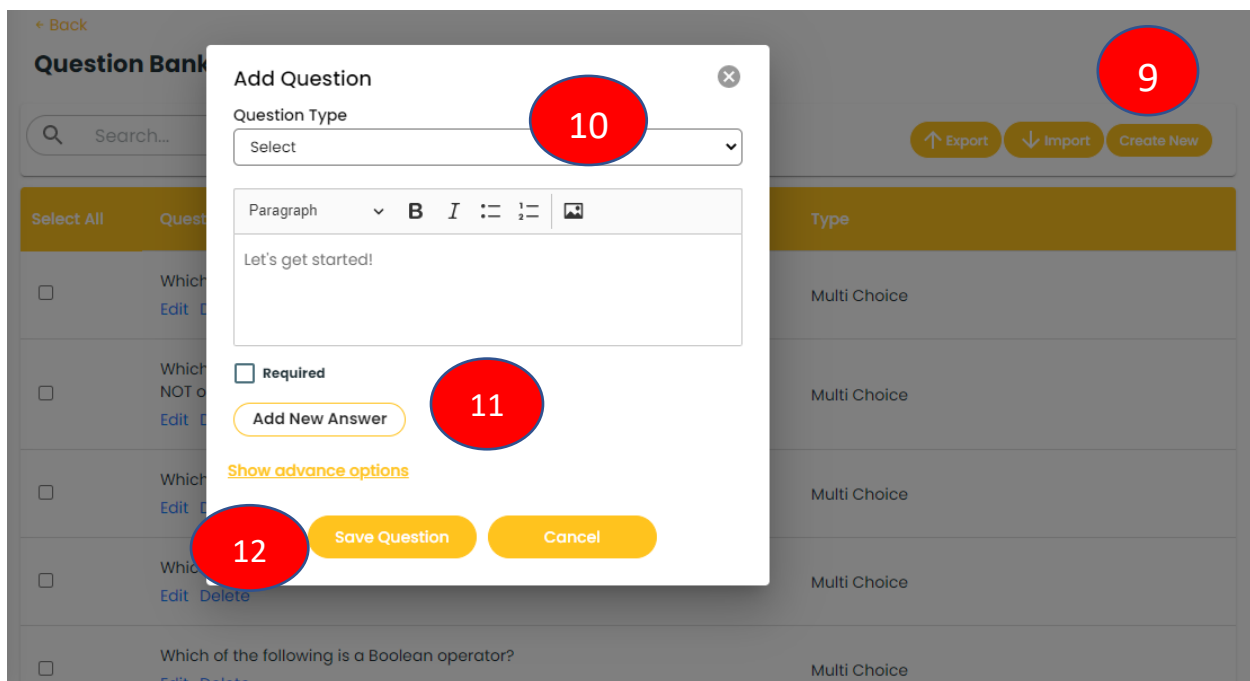 ← Back
Question Bank
9
Add Question
Question Type
10
Select
Search...
Export
Import
Create New
Paragraph
B I
Let's get started!
Select All
Type
Which
Edit
Multi Choice
Required
11
Add New Answer
Which
NOT
Edit
Multi Choice
Show advance options
Which
Edit
Multi Choice
Save Question
Cancel
12
Edit Delete
Multi Choice
Which of the following is a Boolean operator?
Edit Delete
Multi Choice